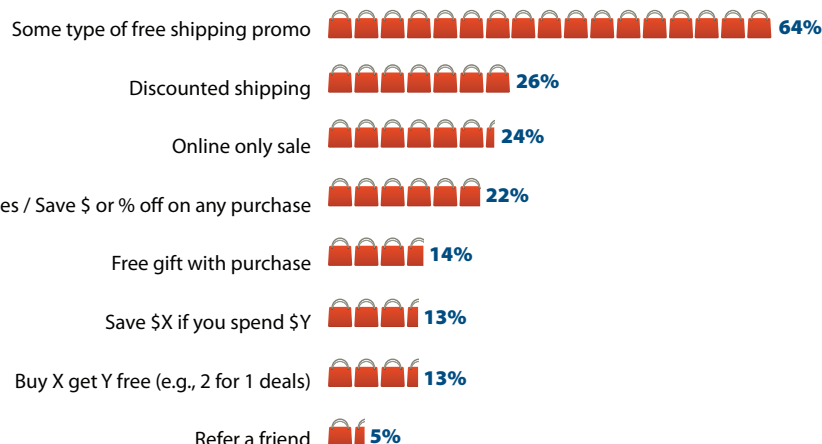 Some type of free shipping promo 64%
Discounted shipping 26%
Online only sale 24%
/ Save $ or % off on any purchase 22%
Free gift with purchase 14%
Save $X if you spend $Y 13%
Buy X get Y free (e.g., 2 for 1 deals) 13%
Refer a friend 5%